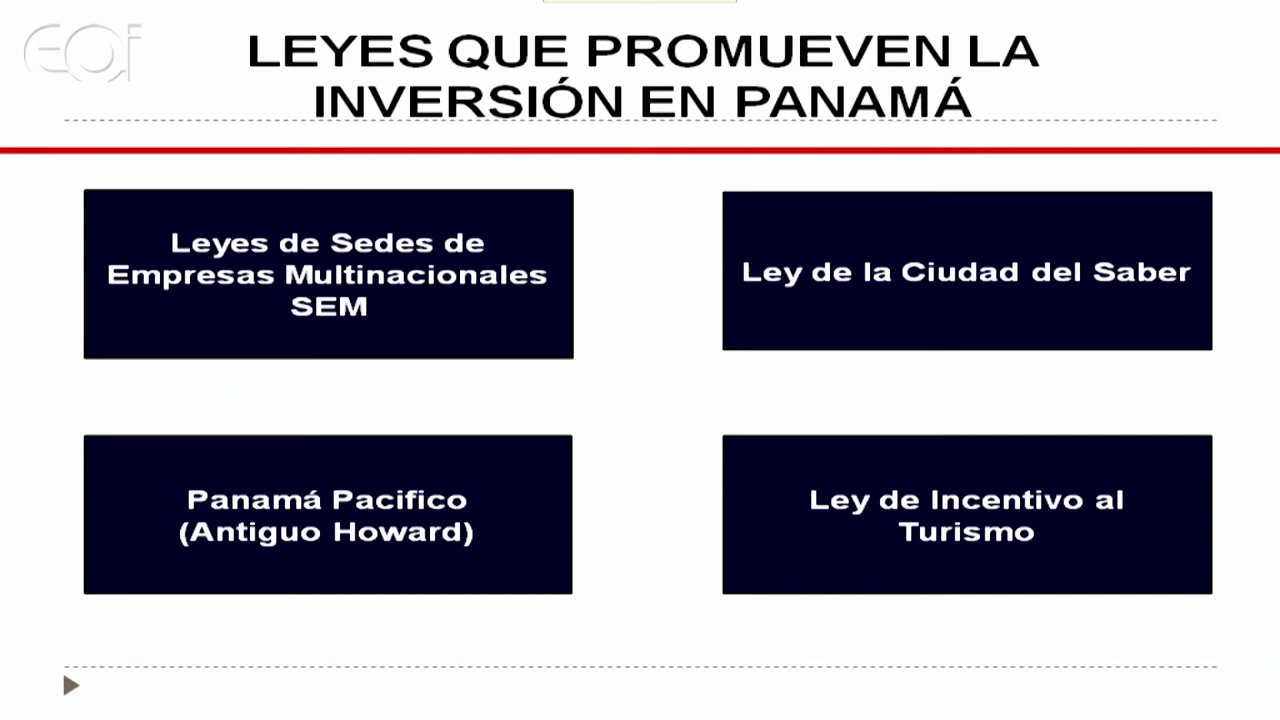 eoi
LEYES QUE PROMUEVEN LA
INVERSIÓN EN PANAMÁ
Leyes de Sedes de
Empresas Multinacionales
SEM
Ley de la Ciudad del Saber
Panamá Pacifico
(Antiguo Howard)
Ley de Incentivo al
Turismo